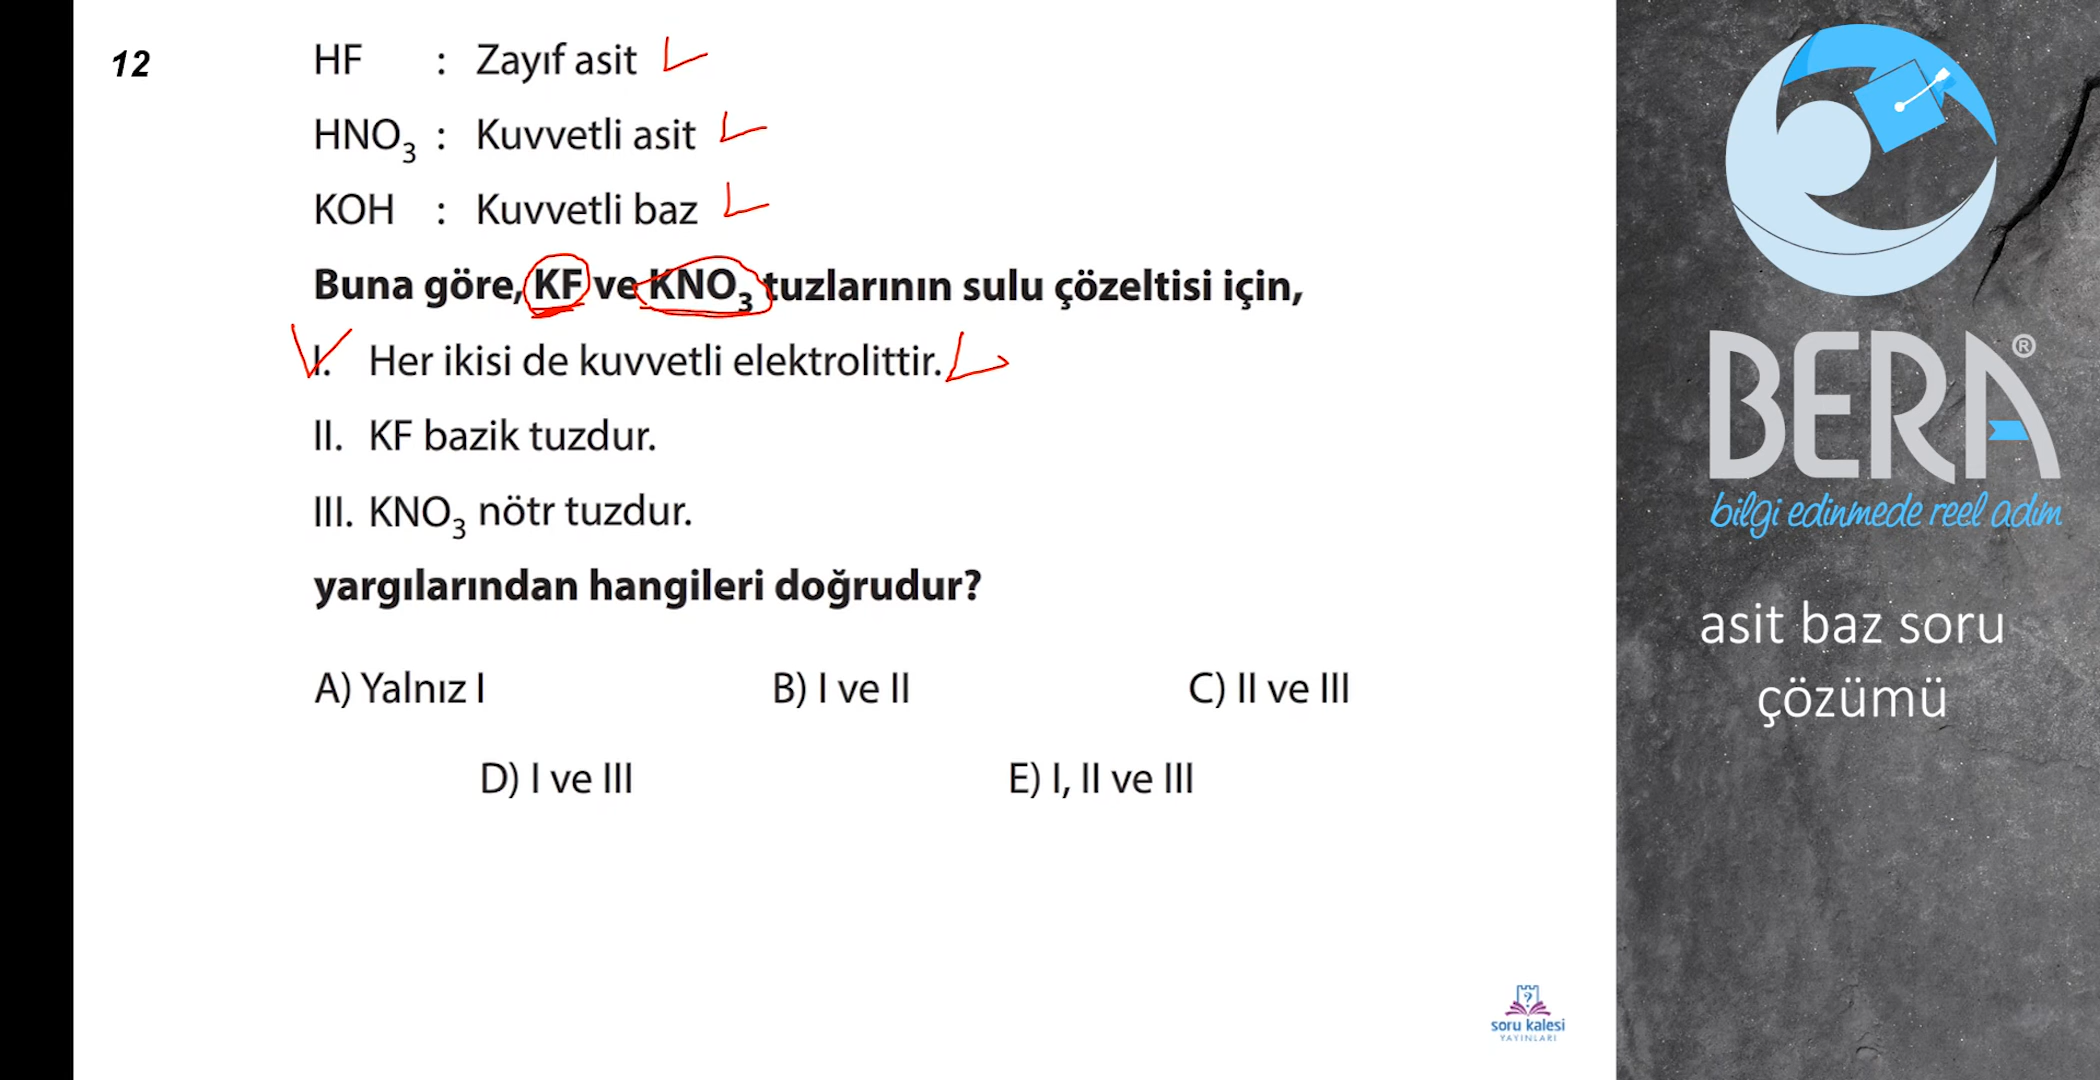 12
HF : Zayıf asit
HNO₃ : Kuvvetli asit
KOH : Kuvvetli baz
Buna göre, KF ve KNO₃ tuzlarının sulu çözeltisi için,
I. Her ikisi de kuvvetli elektrolittir.
II. KF bazik tuzdur.
III. KNO₃ nötr tuzdur.
yargılarından hangileri doğrudur?
A) Yalnız I B) I ve II C) II ve III
D) I ve III E) I, II ve III
BERA®
bilgi edinmede reel adım
asit baz soru
çözümü
?
soru kalesi
YAYINLARI